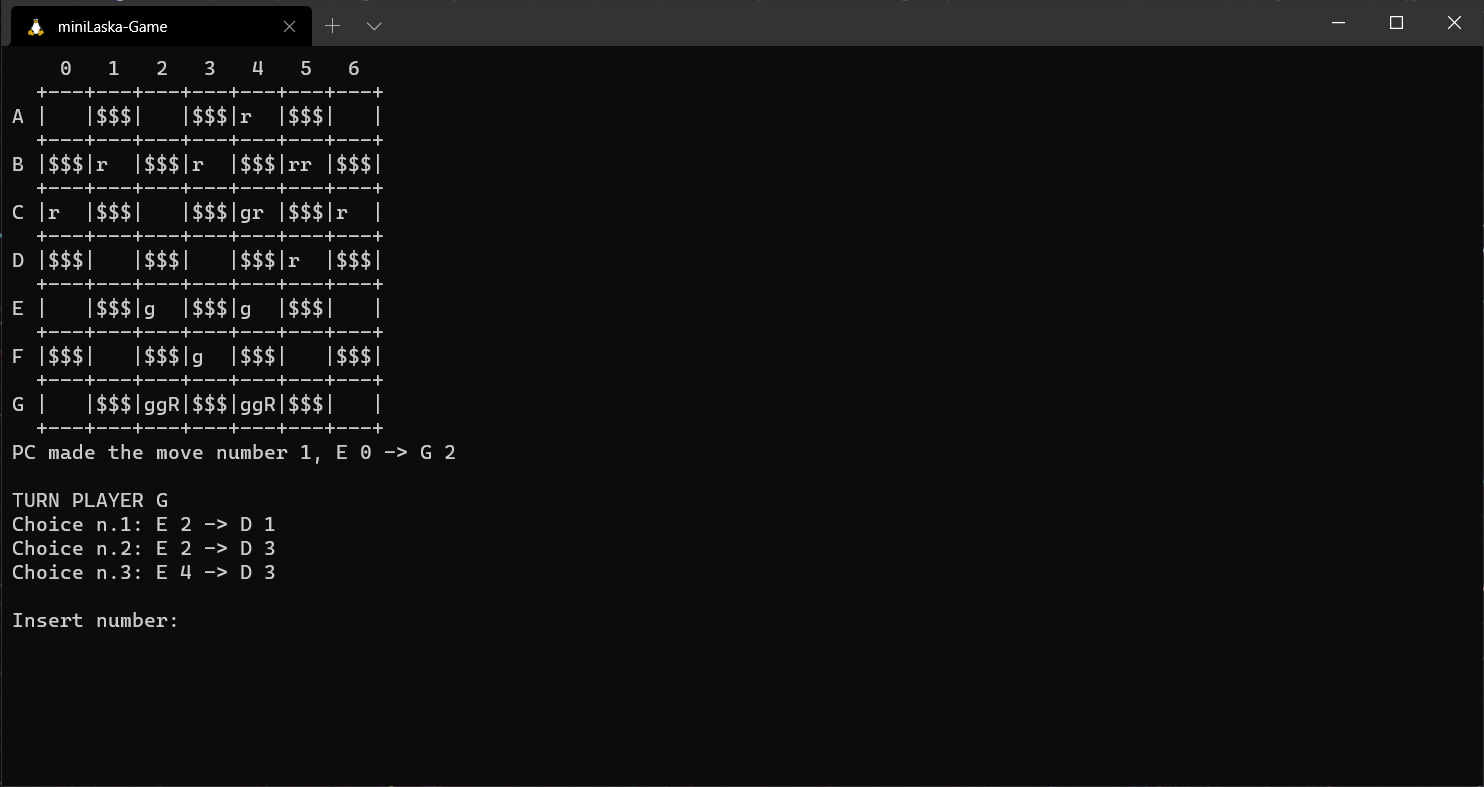 miniLaska-Game
     0   1   2   3   4   5   6
  +---+---+---+---+---+---+---+
A |   |$$$|   |$$$|r  |$$$|   |
  +---+---+---+---+---+---+---+
B |$$$|r  |$$$|r  |$$$|rr |$$$|
  +---+---+---+---+---+---+---+
C |r  |$$$|   |$$$|gr |$$$|r  |
  +---+---+---+---+---+---+---+
D |$$$|   |$$$|   |$$$|r  |$$$|
  +---+---+---+---+---+---+---+
E |   |$$$|g  |$$$|g  |$$$|   |
  +---+---+---+---+---+---+---+
F |$$$|   |$$$|g  |$$$|   |$$$|
  +---+---+---+---+---+---+---+
G |   |$$$|ggR|$$$|ggR|$$$|   |
  +---+---+---+---+---+---+---+
PC made the move number 1, E 0 -> G 2
TURN PLAYER G
Choice n.1: E 2 -> D 1
Choice n.2: E 2 -> D 3
Choice n.3: E 4 -> D 3
Insert number: